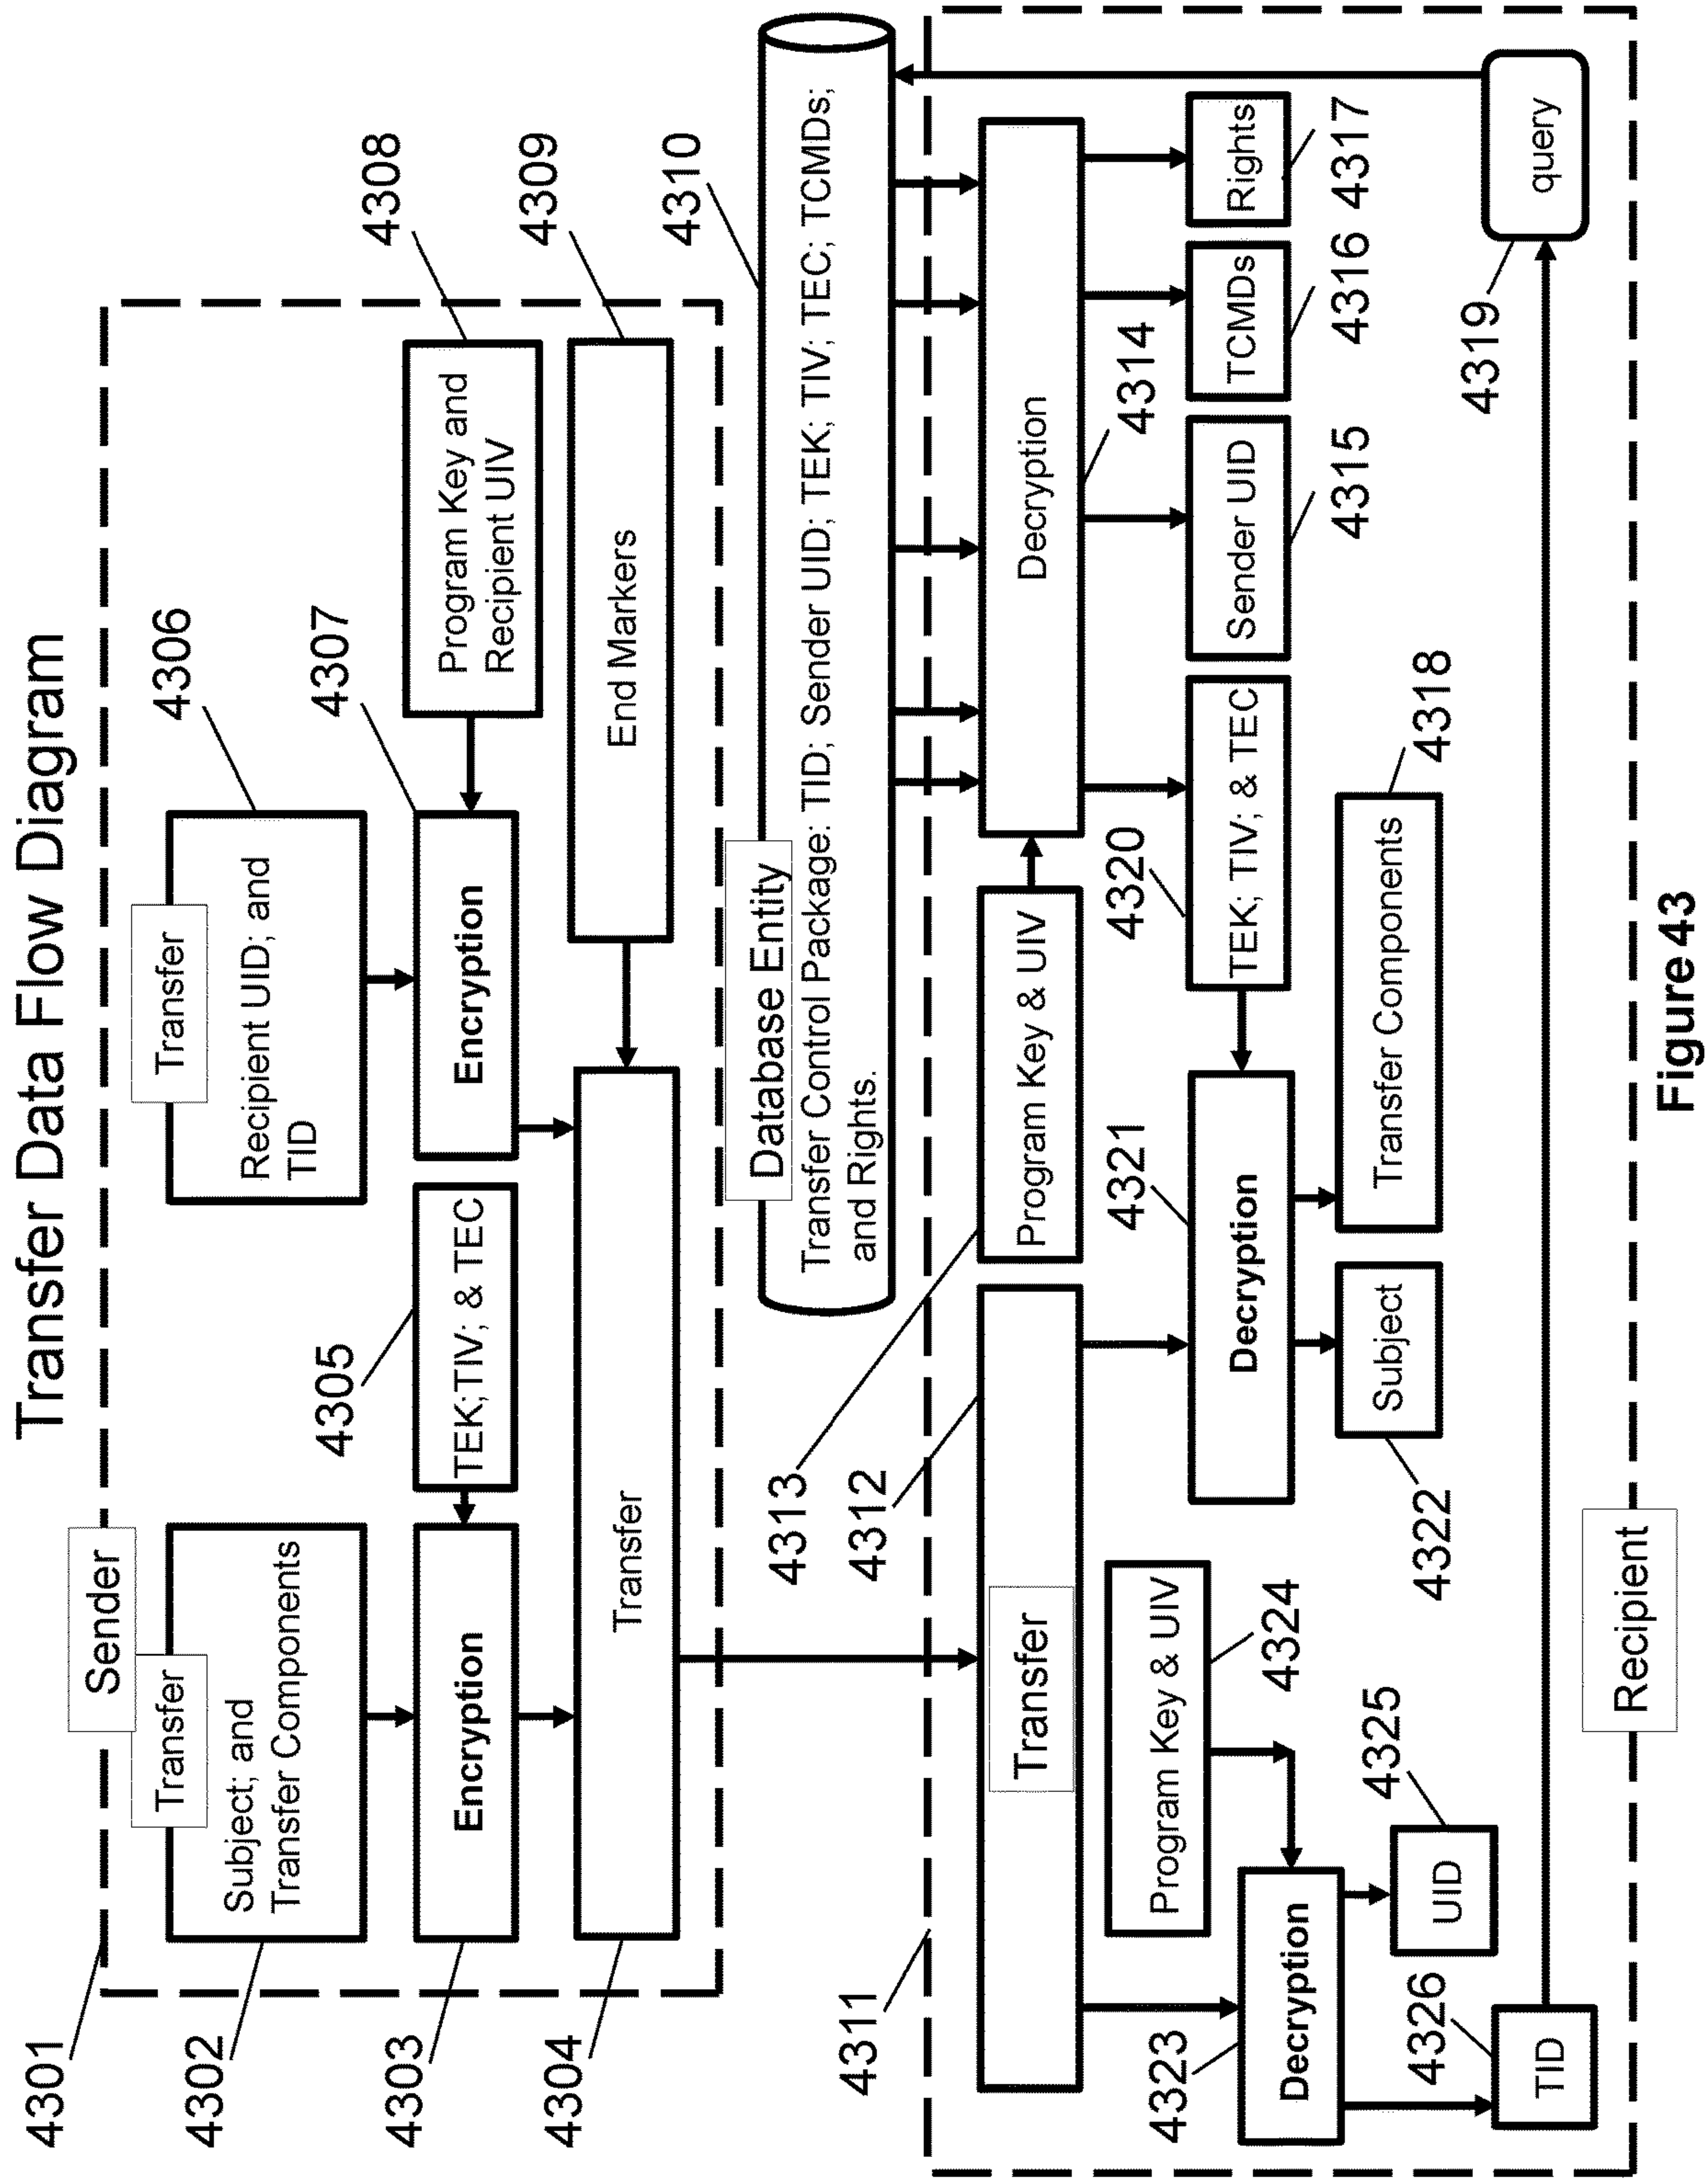 Transfer Data Flow Diagram
4301
Sender
4302
Transfer
Subject; and
Transfer Components
4306
Transfer
Recipient UID; and
TID
4303
Encryption
4305
TEK;TIV; & TEC
4307
Encryption
4308
Program Key and
Recipient UIV
4304
Transfer
4309
End Markers
4310
Database Entity
Transfer Control Package: TID; Sender UID; TEK; TIV; TEC; TCMDs;
and Rights.
4311
4312
Transfer
4313
Program Key & UIV
Decryption
4314
4324
Program Key & UIV
4320
TEK; TIV; & TEC
Sender UID
4315
TCMDs
4316
Rights
4317
4323
Decryption
4321
Decryption
4325
UID
4322
Subject
4318
Transfer Components
4326
TID
4319
query
Recipient
Figure 43